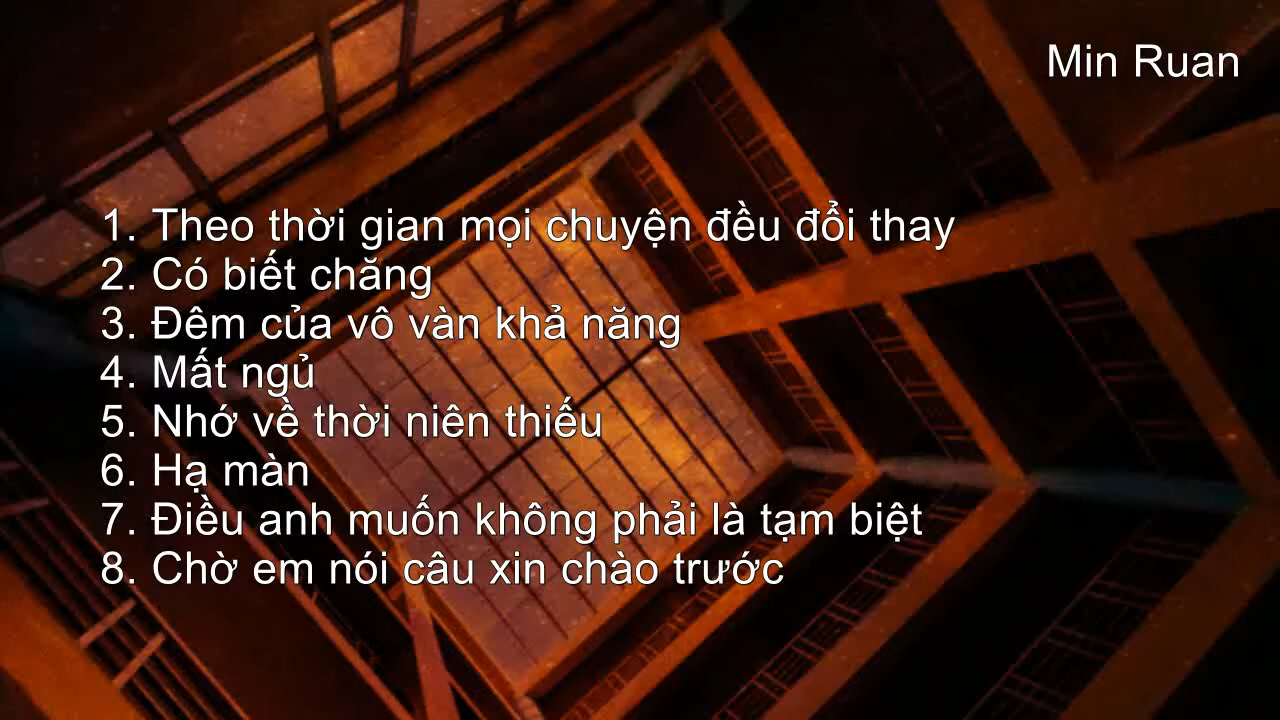 Min Ruan
1. Theo thời gian mọi chuyện đều đổi thay
2. Có biết chăng
3. Đêm của vô vàn khả năng
4. Mất ngủ
5. Nhớ về thời niên thiếu
6. Hạ màn
7. Điều anh muốn không phải là tạm biệt
8. Chờ em nói câu xin chào trước